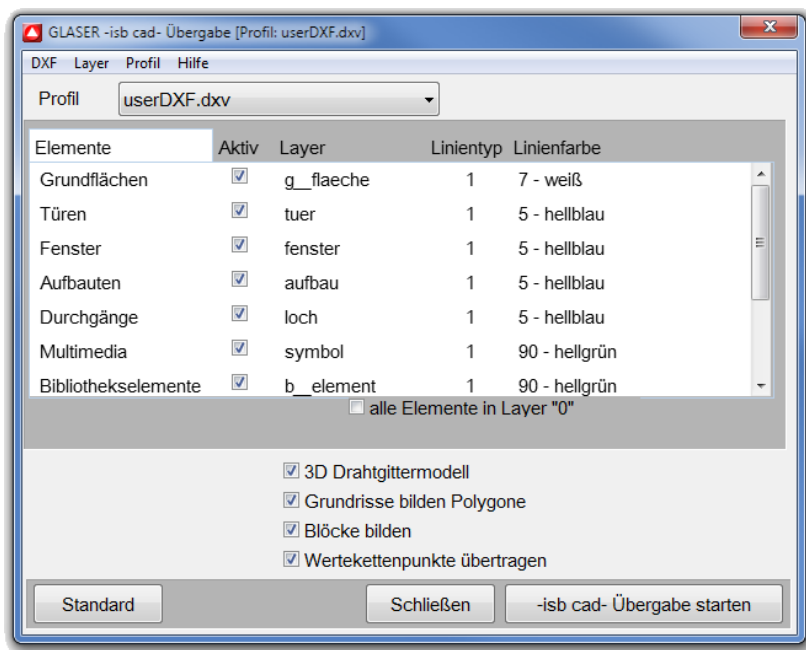 GLASER -isb cad- Übergabe [Profil: userDXF.dxv]
DXF Layer Profil Hilfe
Profil userDXF.dxv
Elemente Aktiv Layer Linientyp Linienfarbe
Grundflächen g__flaeche 1 7 - weiß
Türen tuer 1 5 - hellblau
Fenster fenster 1 5 - hellblau
Aufbauten aufbau 1 5 - hellblau
Durchgänge loch 1 5 - hellblau
Multimedia symbol 1 90 - hellgrün
Bibliothekselemente b__element 1 90 - hellgrün
alle Elemente in Layer "0"
3D Drahtgittermodell
Grundrisse bilden Polygone
Blöcke bilden
Wertekettenpunkte übertragen
Standard Schließen -isb cad- Übergabe starten